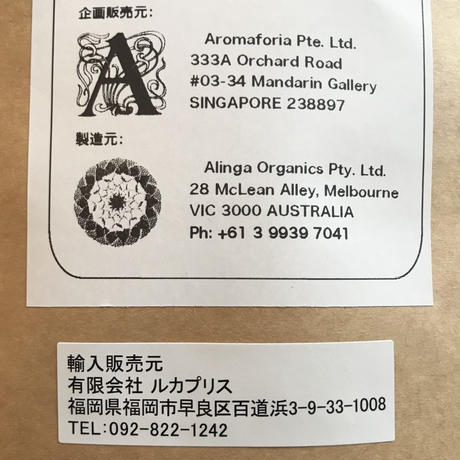 企画販売元:
A
Aromaforia Pte. Ltd.
333A Orchard Road
#03-34 Mandarin Gallery
SINGAPORE 238897
製造元:
Alinga Organics Pty. Ltd.
28 McLean Alley, Melbourne
VIC 3000 AUSTRALIA
Ph: +61 3 9939 7041
輸入販売元
有限会社 ルカプリス
福岡県福岡市早良区百道浜3-9-33-1008
TEL:092-822-1242